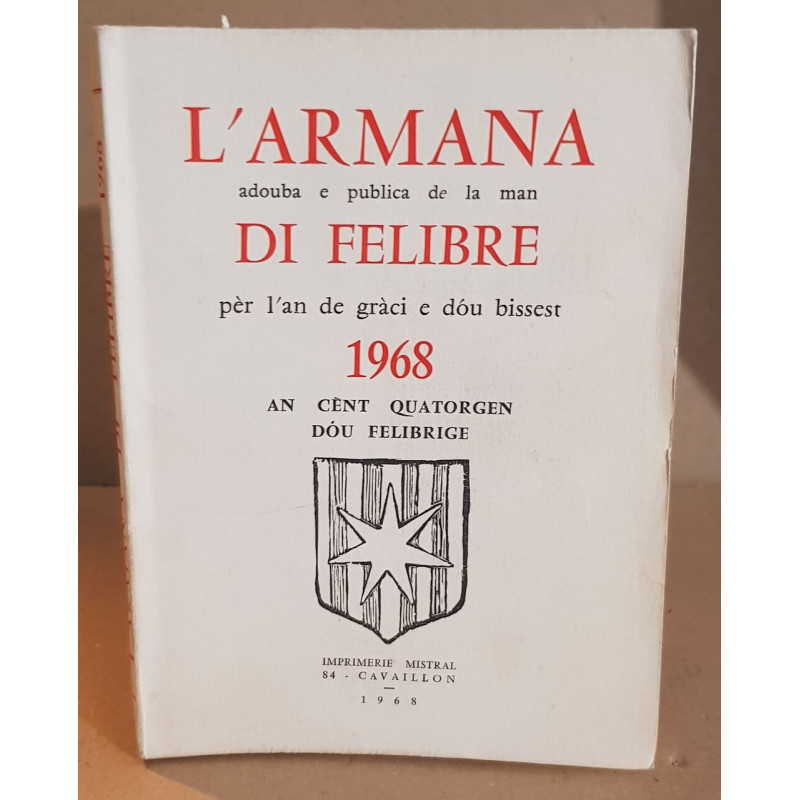 L'ARMANA
adouba e publica de la man
DI FELIBRE
pèr l'an de gràci e dóu bissest
1968
AN CÈNT QUATORGEN
DÓU FELIBRIGE
IMPRIMERIE MISTRAL
84 - CAVAILLON
1968